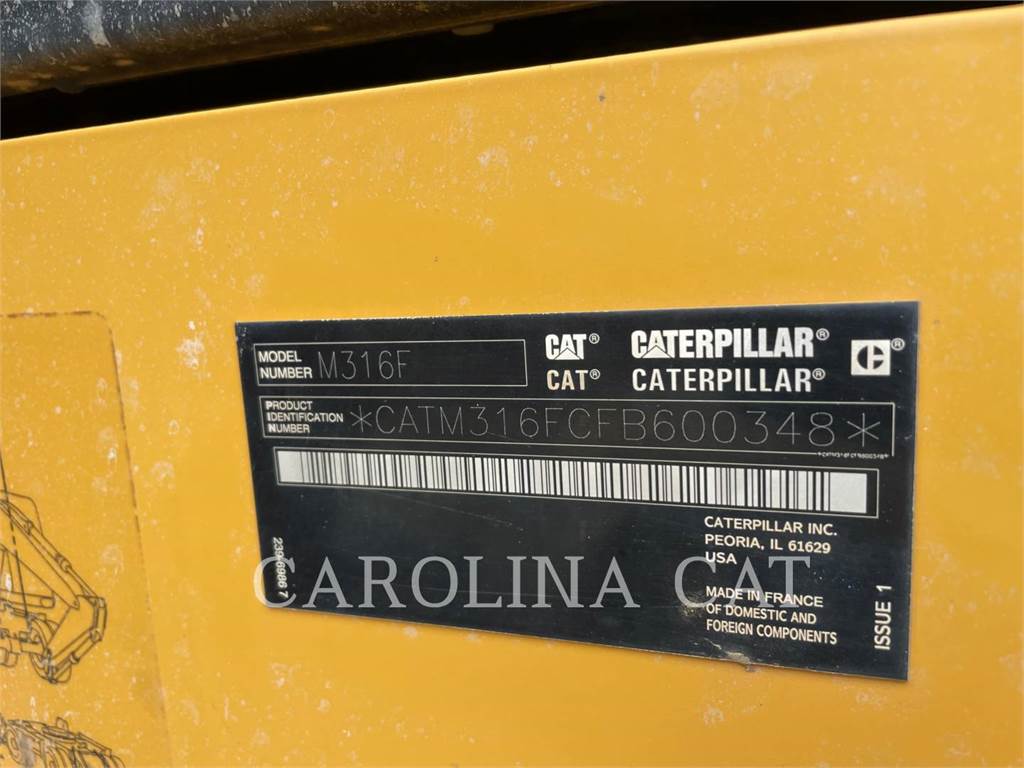 MODEL
NUMBER M316F
CAT® CATERPILLAR®
CAT® CATERPILLAR®
PRODUCT
IDENTIFICATION
NUMBER *CATM316FCFB600348*
*CATM316FCFB600348*
CATERPILLAR INC.
PEORIA, IL 61629
USA
MADE IN FRANCE
OF DOMESTIC AND
FOREIGN COMPONENTS
ISSUE 1
CAROLINA CAT